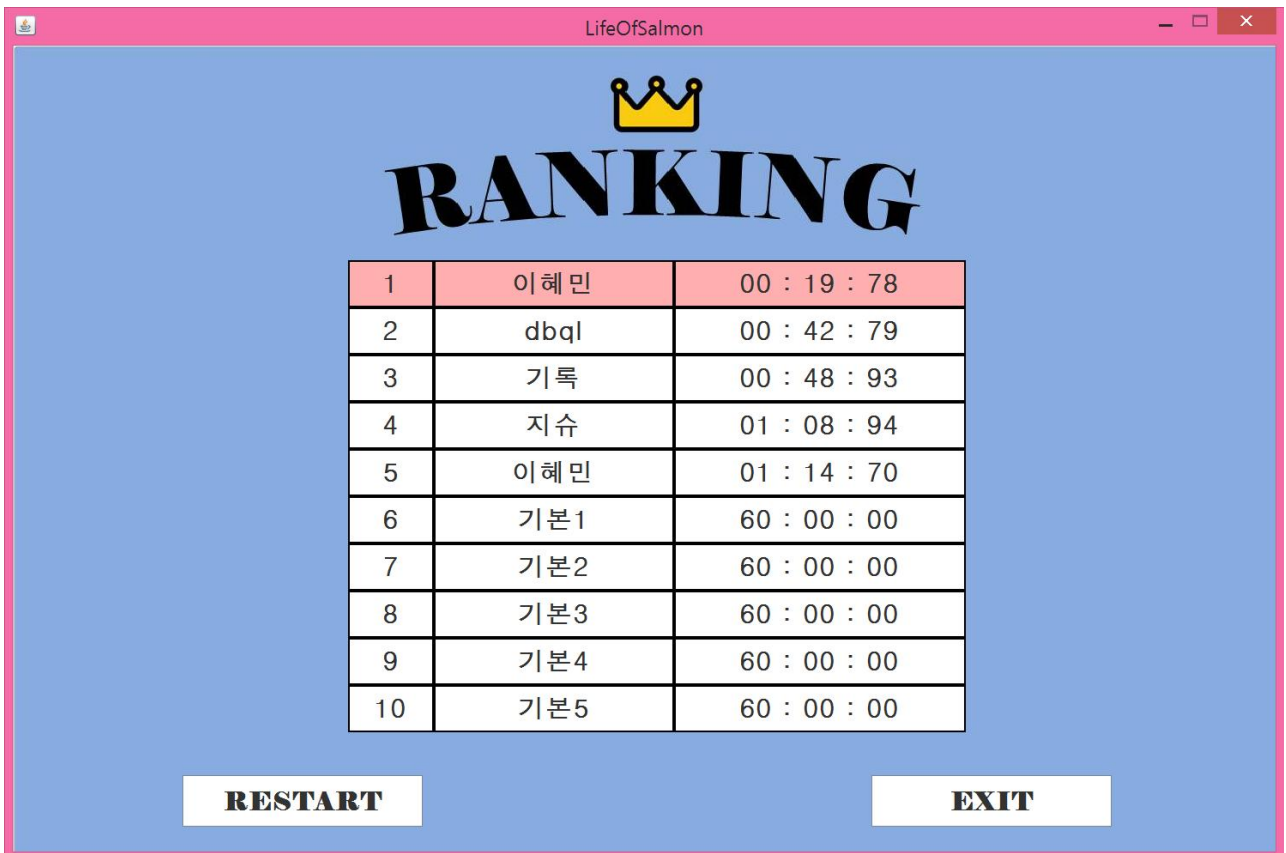 LifeOfSalmon
RANKING
1 이혜민 00 : 19 : 78
2 dbql 00 : 42 : 79
3 기록 00 : 48 : 93
4 지슈 01 : 08 : 94
5 이혜민 01 : 14 : 70
6 기본1 60 : 00 : 00
7 기본2 60 : 00 : 00
8 기본3 60 : 00 : 00
9 기본4 60 : 00 : 00
10 기본5 60 : 00 : 00
RESTART EXIT